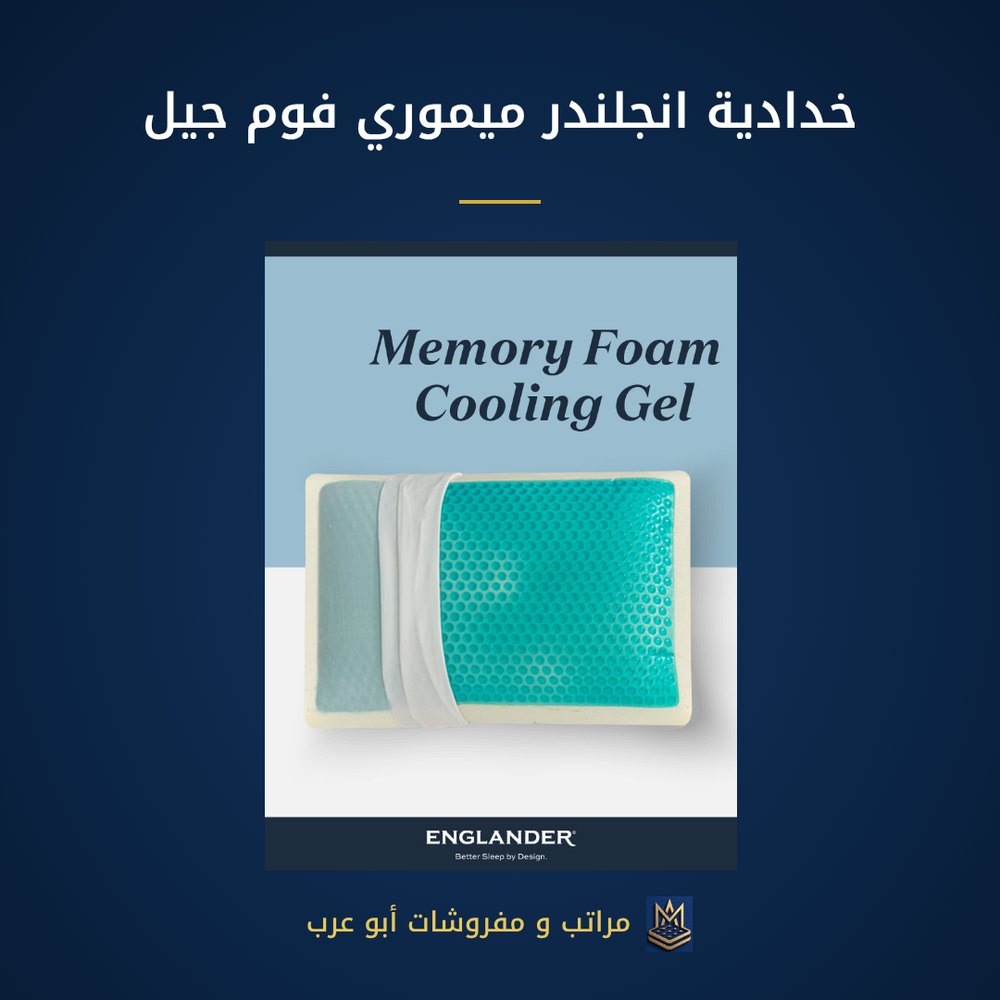 خدادية انجلندر ميموري فوم جيل
Memory Foam
Cooling Gel
ENGLANDER®
Better Sleep by Design.
مراتب و مفروشات أبو عرب